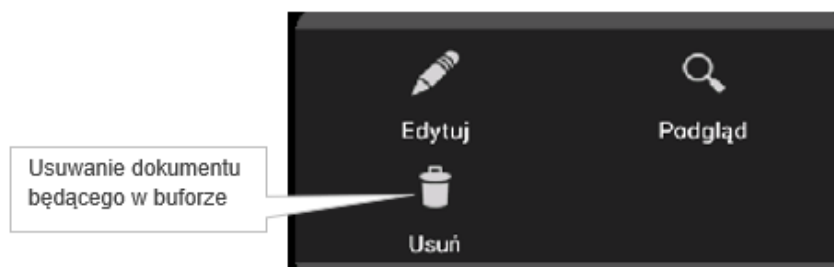 Edytuj
Podgląd
Usuwanie dokumentu
będącego w buforze
Usuń